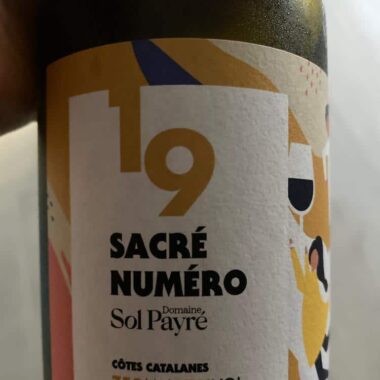 19
SACRÉ
NUMÉRO
Domaine
Sol Payré
CÔTES CATALANES